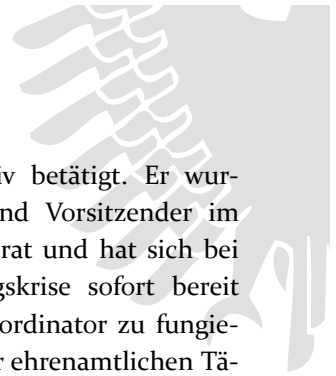 iv betätigt. Er wur-
nd Vorsitzender im
rat und hat sich bei
gskrise sofort bereit
ordinator zu fungie-
r ehrenamtlichen Tä-